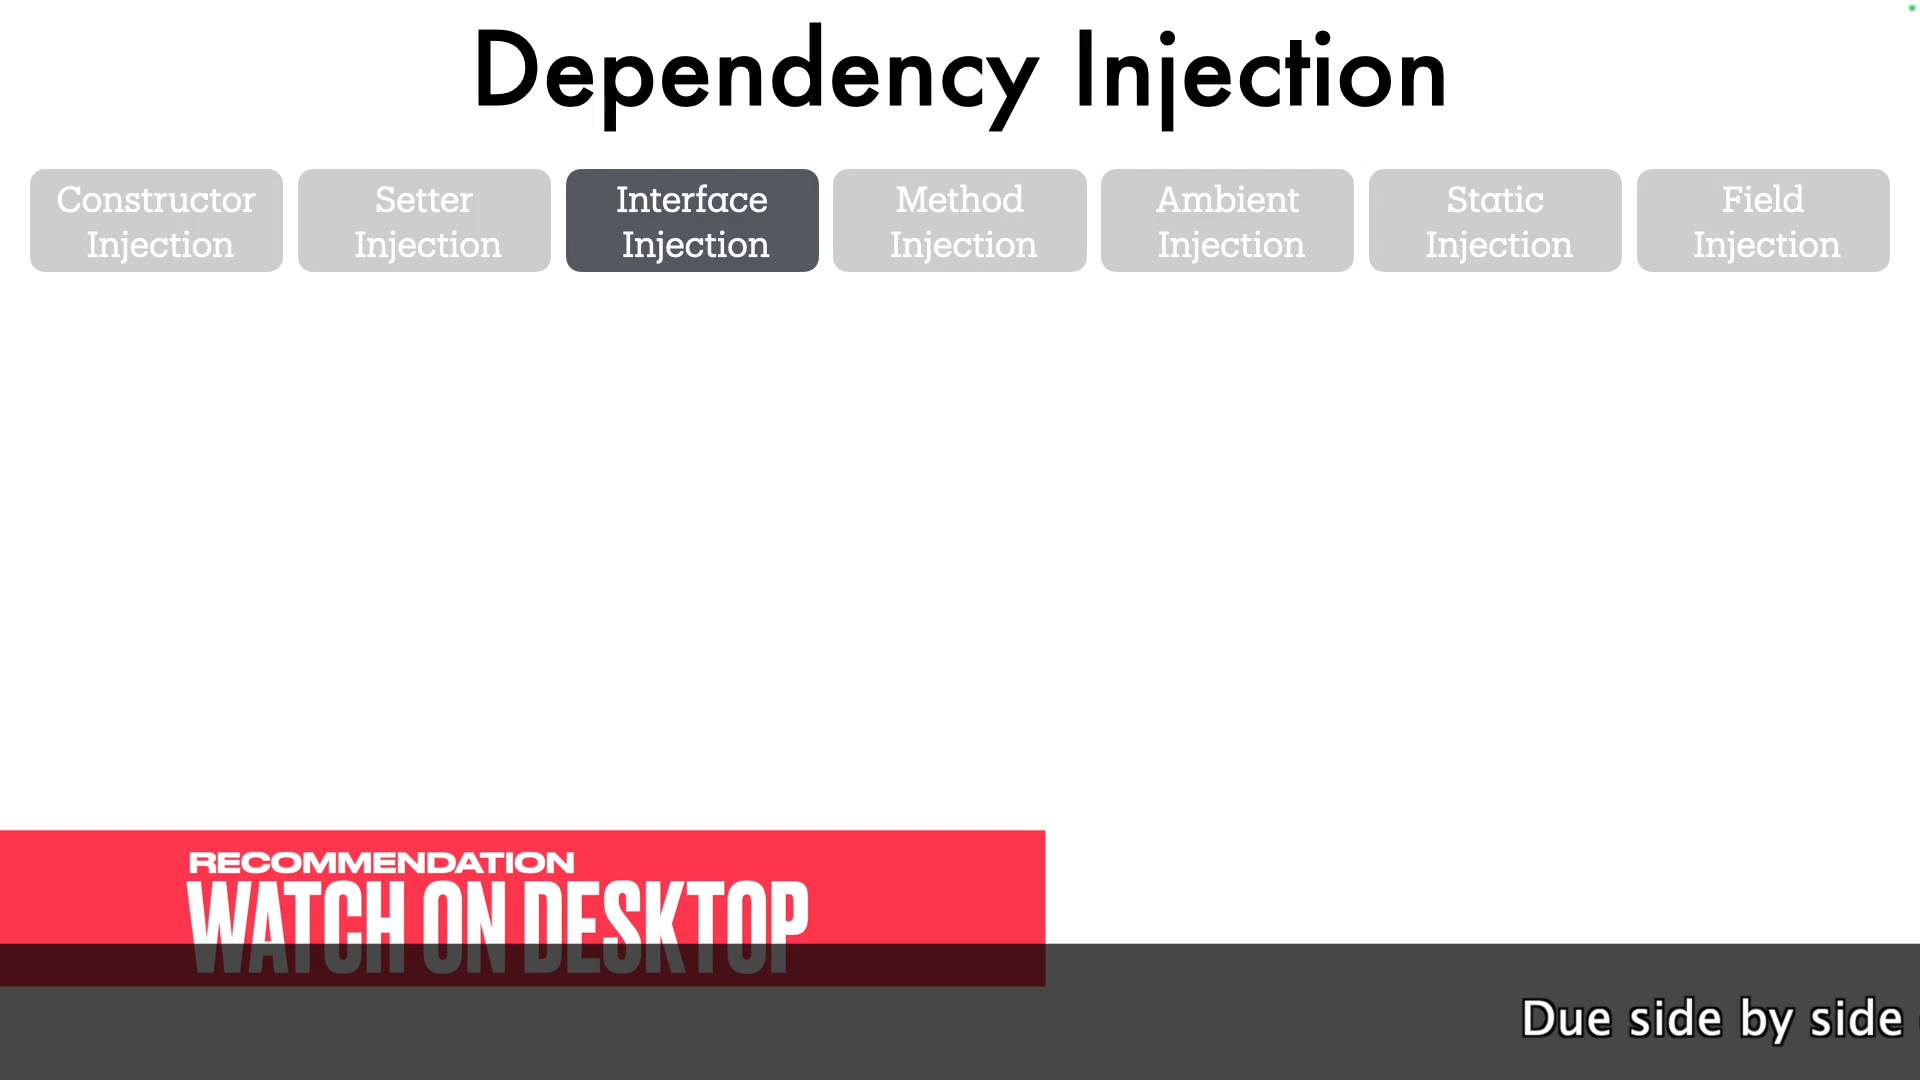 Dependency Injection
Constructor
Injection
Setter
Injection
Interface
Injection
Method
Injection
Ambient
Injection
Static
Injection
Field
Injection
RECOMMENDATION
WATCH ON DESKTOP
Due side by side